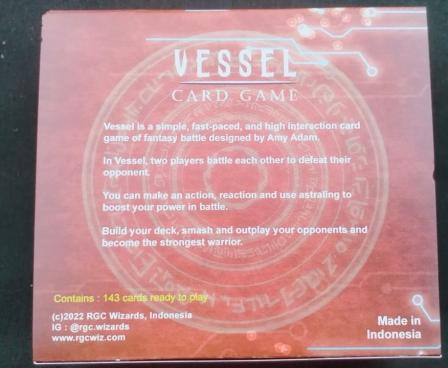 VESSEL
CARD GAME
Vessel is a simple, fast-paced, and high interaction card
game of fantasy battle designed by Amy Adam.
In Vessel, two players battle each other to defeat their
opponent.
You can make an action, reaction and use astraling to
boost your power in battle.
Build your deck, smash and outplay your opponents and
become the strongest warrior.
Contains : 143 cards ready to play
(c)2022 RGC Wizards, Indonesia
IG : @rgc.wizards
www.rgcwiz.com
Made in
Indonesia